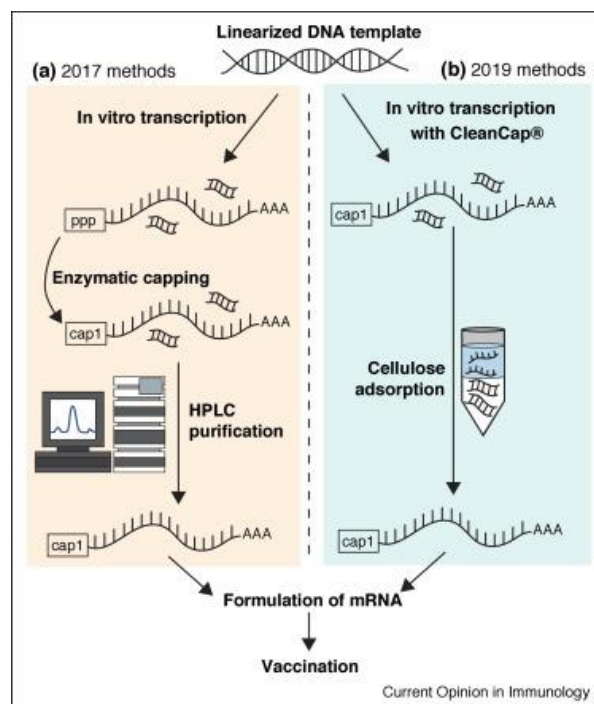 Linearized DNA template
(a) 2017 methods
(b) 2019 methods
In vitro transcription
ppp
AAA
Enzymatic capping
cap1
AAA
HPLC
purification
cap1
AAA
In vitro transcription
with CleanCap®
cap1
AAA
Cellulose
adsorption
cap1
AAA
Formulation of mRNA
Vaccination
Current Opinion in Immunology